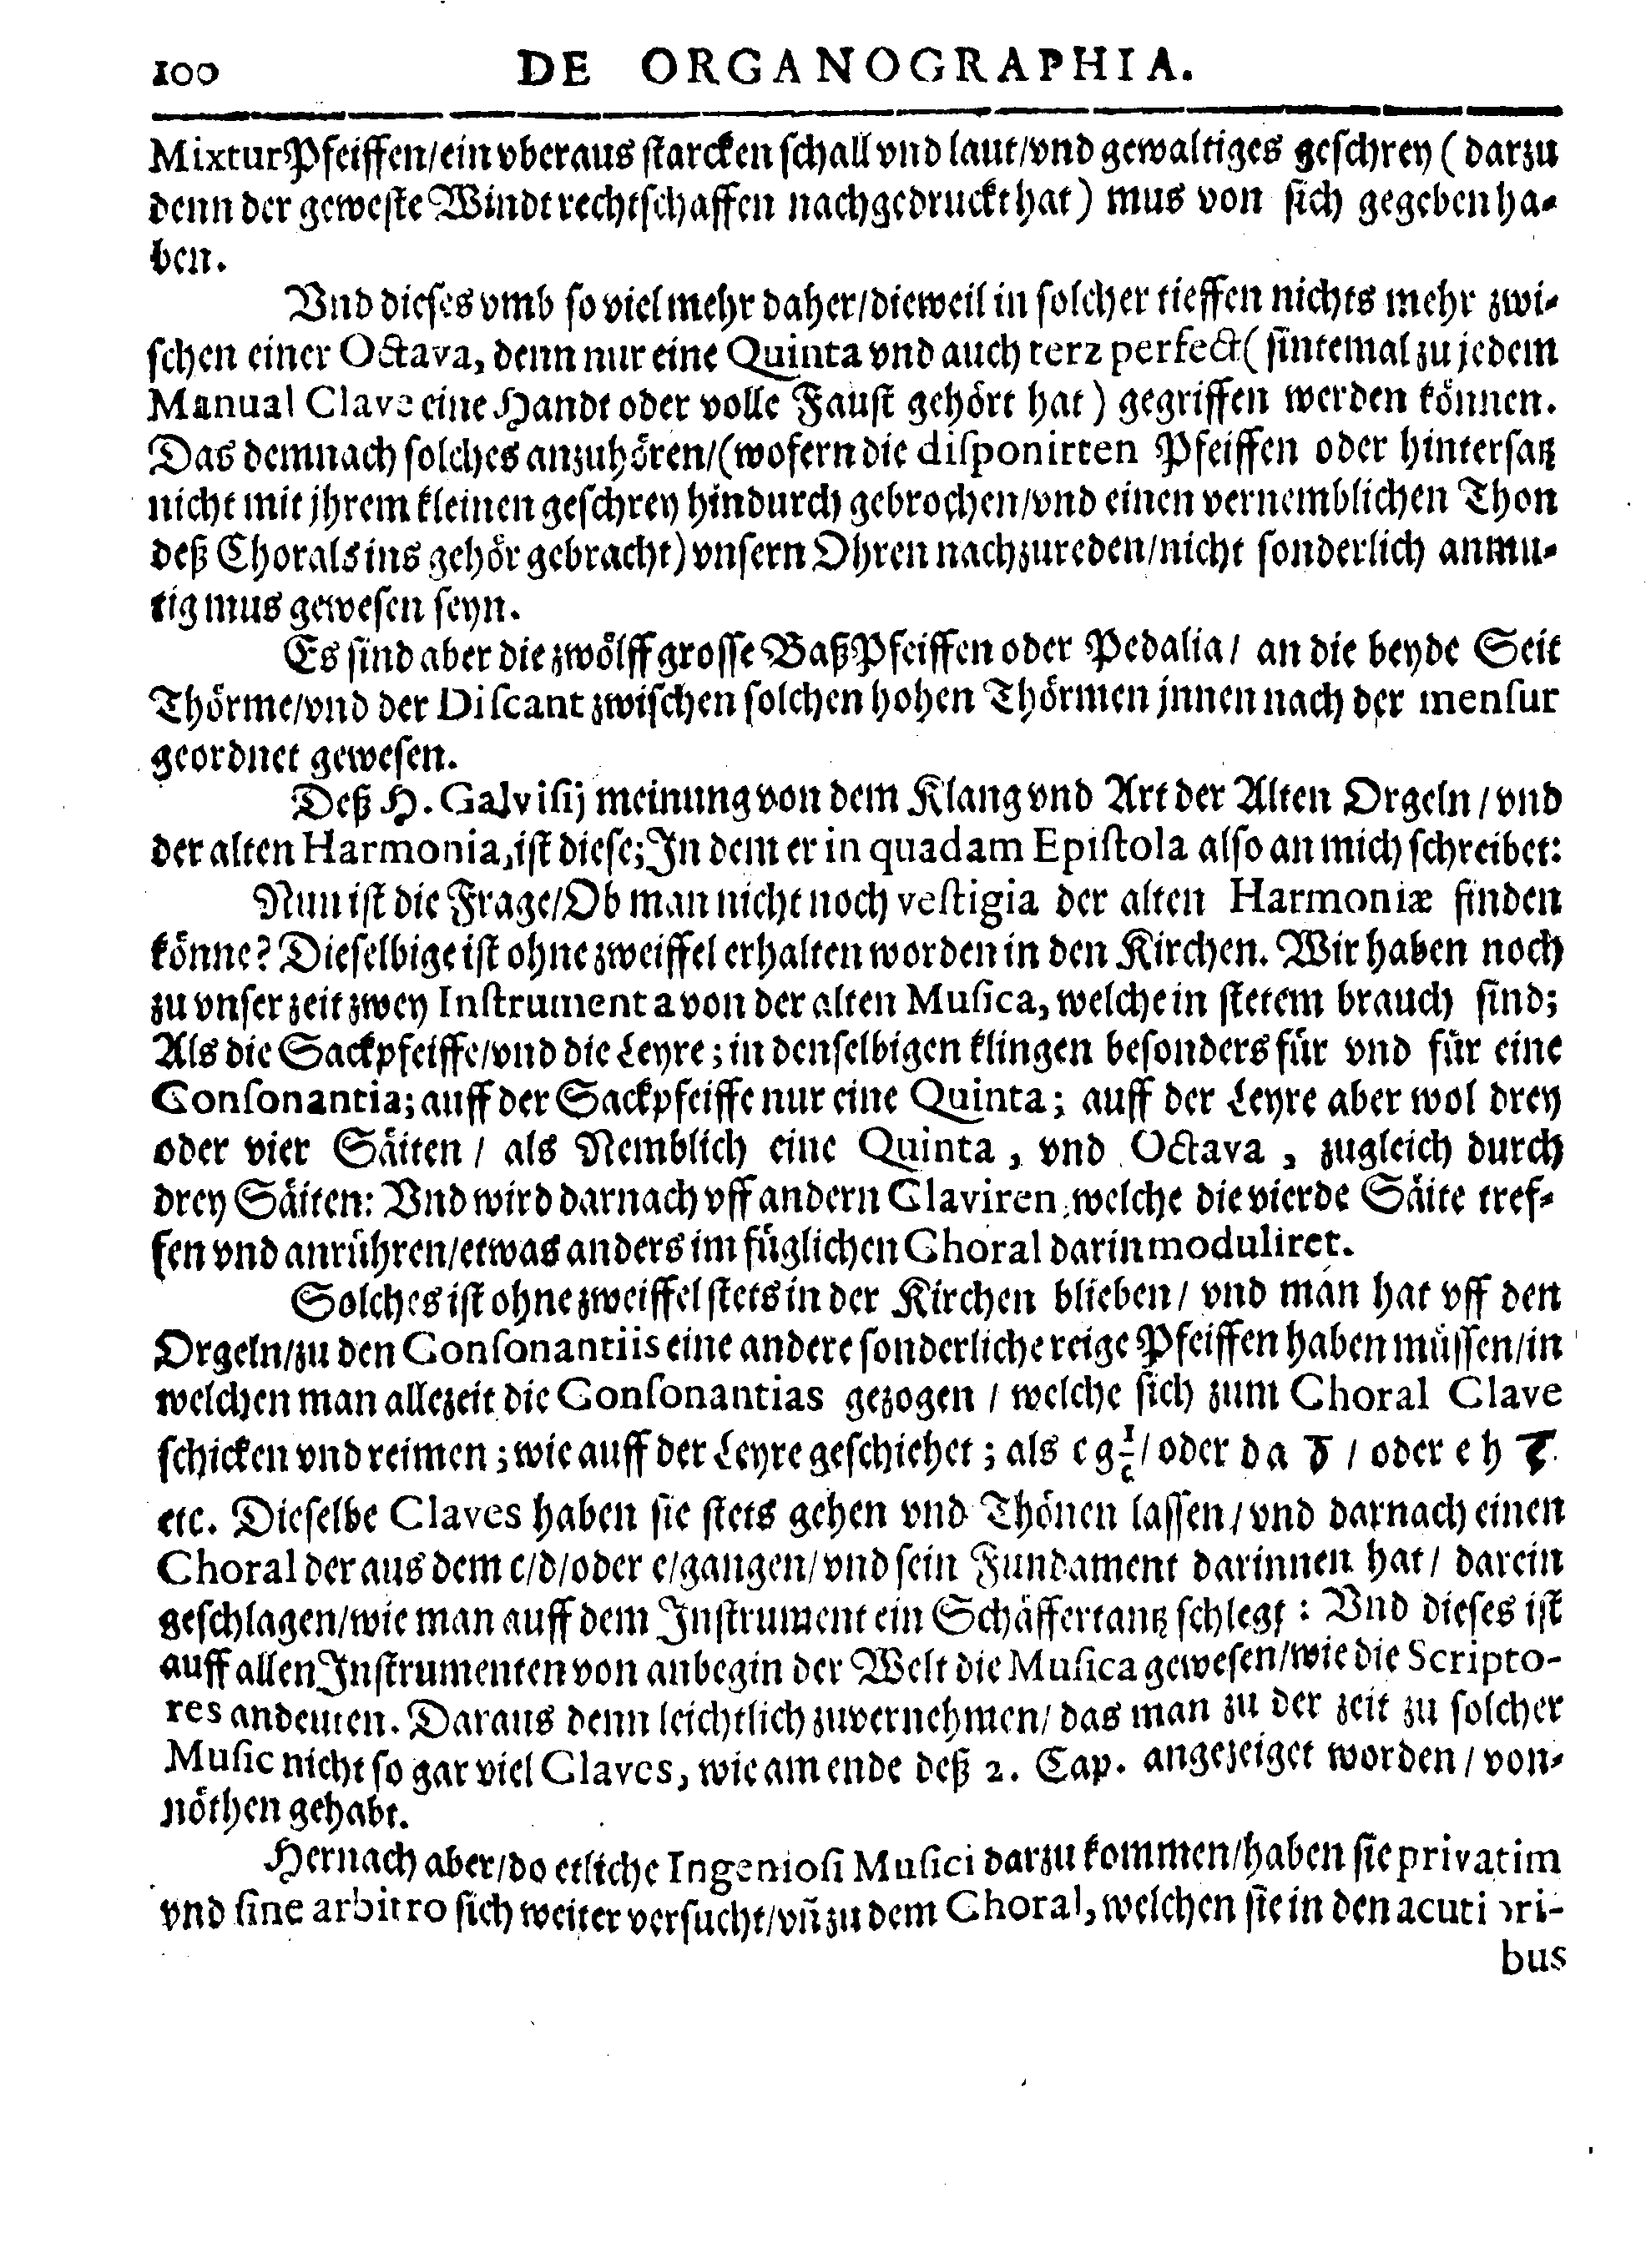 100 DE ORGANOGRAPHIA.
MixturPfeiffen/ein vberaus starcken schall vnd laut/vnd gewaltiges geschrey (darzu
denn der geweste Windt rechtschaffen nachgedruckt hat) mus von sich gegeben ha-
ben.
Vnd dieses vmb so viel mehr daher/dieweil in solcher tieffen nichts mehr zwi-
schen einer Octava, denn nur eine Quinta vnd auch terz perfect (sintemal zu jedem
Manual Clave eine Handt oder volle Faust gehört hat) gegriffen werden können.
Das demnach solches anzuhören/(wofern die disponirten Pfeiffen oder hintersatz
nicht mit jhrem kleinen geschrey hindurch gebrochen/vnd einen vernemblichen Thon
deß Chorals ins gehör gebracht) vnsern Ohren nachzureden/nicht sonderlich anmu-
tig mus gewesen seyn.
Es sind aber die zwölff grosse BaßPfeiffen oder Pedalia/ an die beyde Seit
Thörme/vnd der Discant zwischen solchen hohen Thörmen jnnen nach der mensur
geordnet gewesen.
Deß H. Calvisij meinung von dem Klang vnd Art der Alten Orgeln/vnd
der alten Harmonia, ist diese; In dem er in quadam Epistola also an mich schreibet:
Nun ist die Frage/Ob man nicht noch vestigia der alten Harmoniæ finden
könne? Dieselbige ist ohne zweiffel erhalten worden in den Kirchen. Wir haben noch
zu vnser zeit zwey Instrumenta von der alten Musica, welche in stetem brauch sind;
Als die Sackpfeiffe/vnd die Leyre; in denselbigen klingen besonders für vnd für eine
Consonantia; auff der Sackpfeiffe nur eine Quinta; auff der Leyre aber wol drey
oder vier Säiten/ als Nemblich eine Quinta, vnd Octava, zugleich durch
drey Säiten: Vnd wird darnach vff andern Claviren, welche die vierde Säite tref-
fen vnd anrühren/etwas anders im füglichen Choral darin moduliret.
Solches ist ohne zweiffel stets in der Kirchen blieben/ vnd man hat vff den
Orgeln/zu den Consonantiis eine andere sonderliche reige Pfeiffen haben müssen/in
welchen man allezeit die Consonantias gezogen/ welche sich zum Choral Clave
schicken vnd reimen; wie auff der Leyre geschiehet; als c g c̄/ oder d a d̄ / oder e h ē.
etc. Dieselbe Claves haben sie stets gehen vnd Thönen lassen/vnd darnach einen
Choral der aus dem c/d/oder e/gangen/vnd sein Fundament darinnen hat/ darein
geschlagen/wie man auff dem Instrument ein Schäffertantz schlegt: Vnd dieses ist
auff allen Instrumenten von anbegin der Welt die Musica gewesen/wie die Scripto-
res andeuten. Daraus denn leichtlich zuvernehmen/das man zu der zeit zu solcher
Music nicht so gar viel Claves, wie am ende deß 2. Cap. angezeiget worden/ von-
nöthen gehabt.
Hernach aber/do etliche Ingeniosi Musici darzu kommen/haben sie privatim
vnd sine arbitro sich weiter versucht/vñ zu dem Choral, welchen sie in den acutiori-
bus